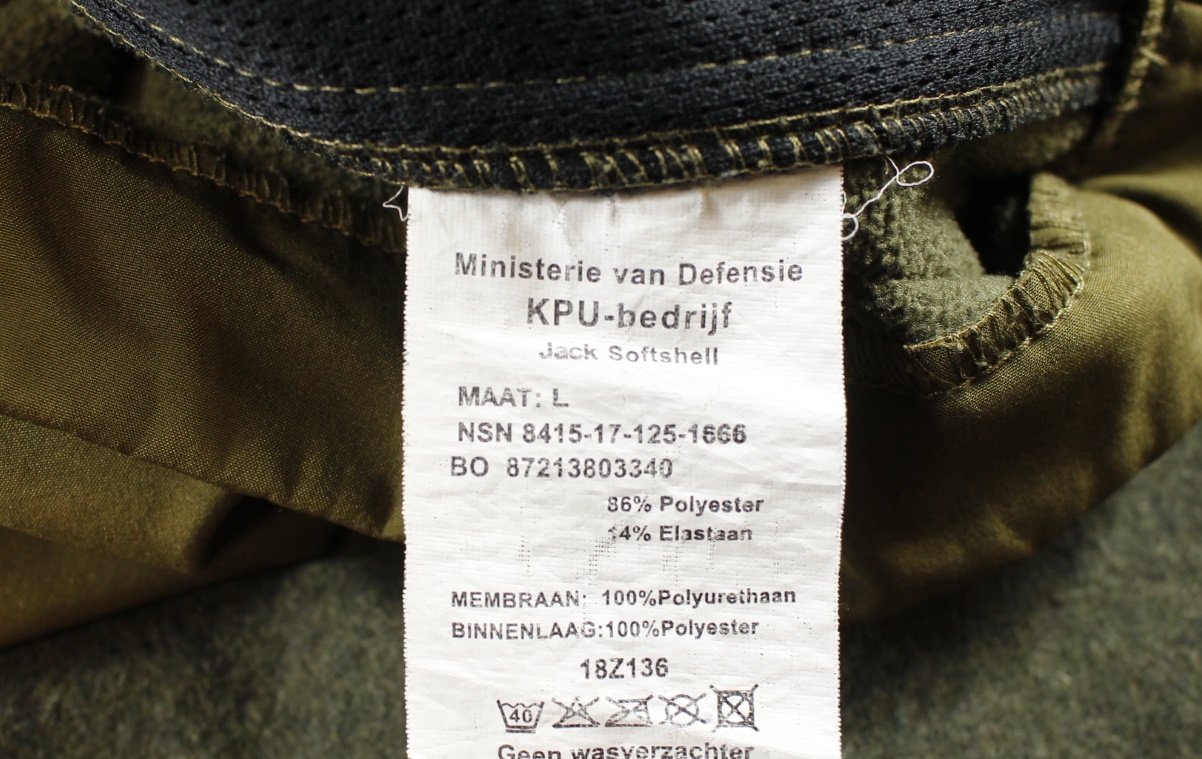 Ministerie van Defensie
KPU-bedrijf
Jack Softshell
MAAT: L
NSN 8415-17-125-1666
BO 87213803340
86% Polyester
14% Elastaan
MEMBRAAN: 100%Polyurethaan
BINNENLAAG:100%Polyester
18Z136
40
Geen wasverzachter